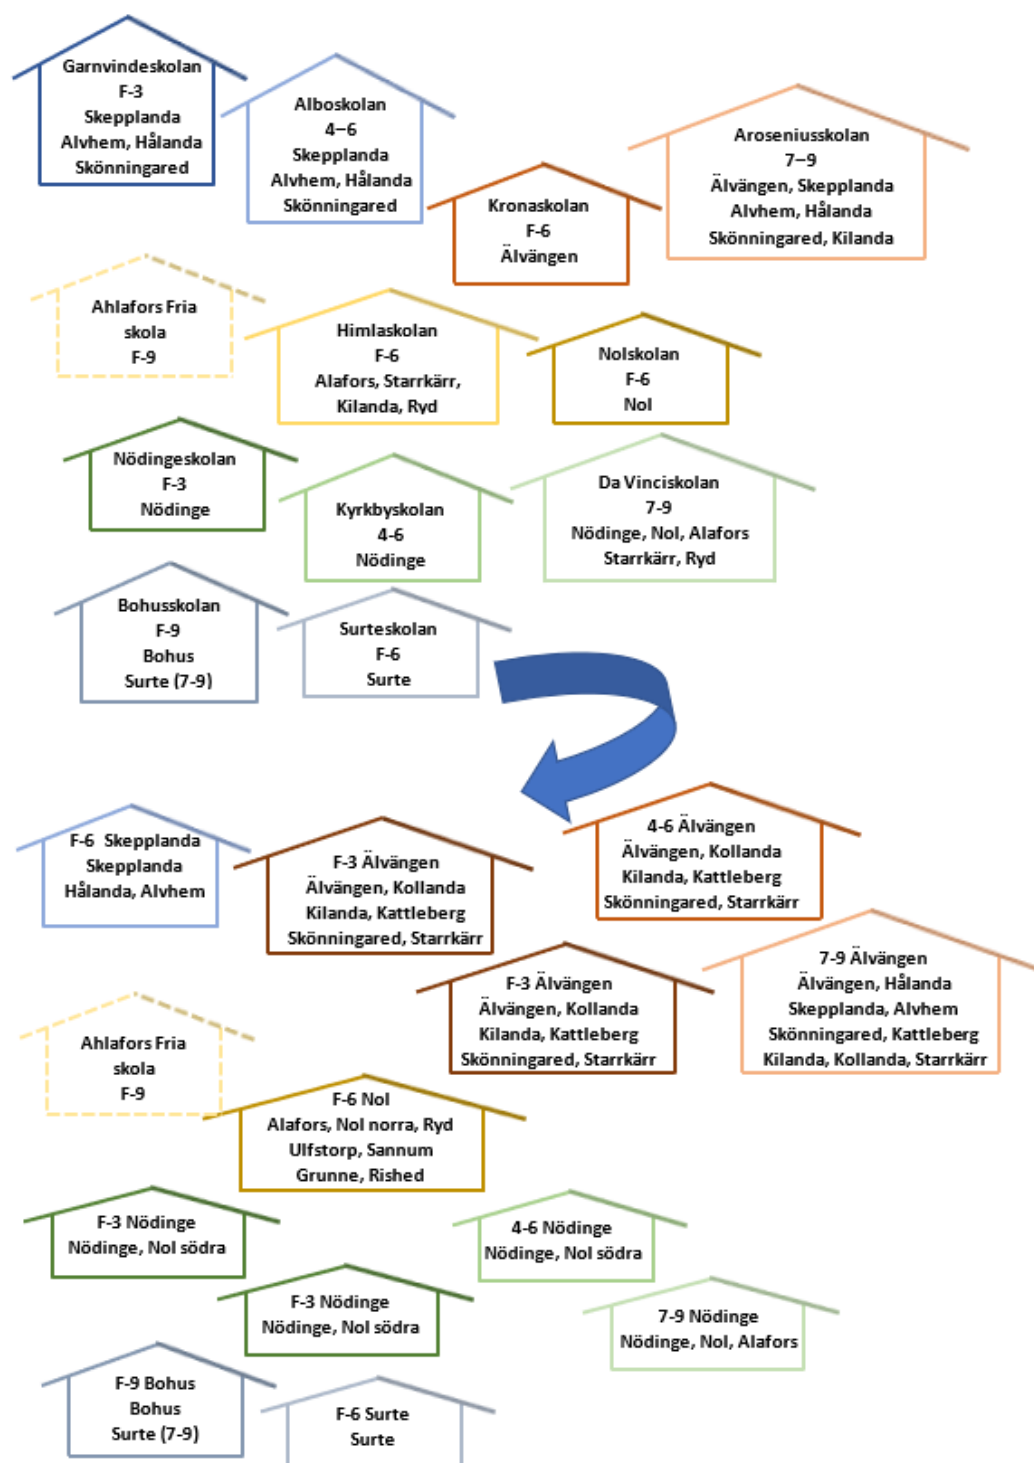 Garnvindeskolan
F-3
Skepplanda
Alvhem, Hålanda
Skönningared
Alboskolan
4–6
Skepplanda
Alvhem, Hålanda
Skönningared
Aroseniusskolan
7–9
Älvängen, Skepplanda
Alvhem, Hålanda
Skönningared, Kilanda
Kronaskolan
F-6
Älvängen
Ahlafors Fria
skola
F-9
Himlaskolan
F-6
Alafors, Starrkärr,
Kilanda, Ryd
Nolskolan
F-6
Nol
Nödingeskolan
F-3
Nödinge
Kyrkbyskolan
4-6
Nödinge
Da Vinciskolan
7-9
Nödinge, Nol, Alafors
Starrkärr, Ryd
Bohusskolan
F-9
Bohus
Surte (7-9)
Surteskolan
F-6
Surte
F-6 Skepplanda
Skepplanda
Hålanda, Alvhem
F-3 Älvängen
Älvängen, Kollanda
Kilanda, Kattleberg
Skönningared, Starrkärr
4-6 Älvängen
Älvängen, Kollanda
Kilanda, Kattleberg
Skönningared, Starrkärr
F-3 Älvängen
Älvängen, Kollanda
Kilanda, Kattleberg
Skönningared, Starrkärr
7-9 Älvängen
Älvängen, Hålanda
Skepplanda, Alvhem
Skönningared, Kattleberg
Kilanda, Kollanda, Starrkärr
Ahlafors Fria
skola
F-9
F-6 Nol
Alafors, Nol norra, Ryd
Ulfstorp, Sannum
Grunne, Rished
F-3 Nödinge
Nödinge, Nol södra
4-6 Nödinge
Nödinge, Nol södra
F-3 Nödinge
Nödinge, Nol södra
7-9 Nödinge
Nödinge, Nol, Alafors
F-9 Bohus
Bohus
Surte (7-9)
F-6 Surte
Surte